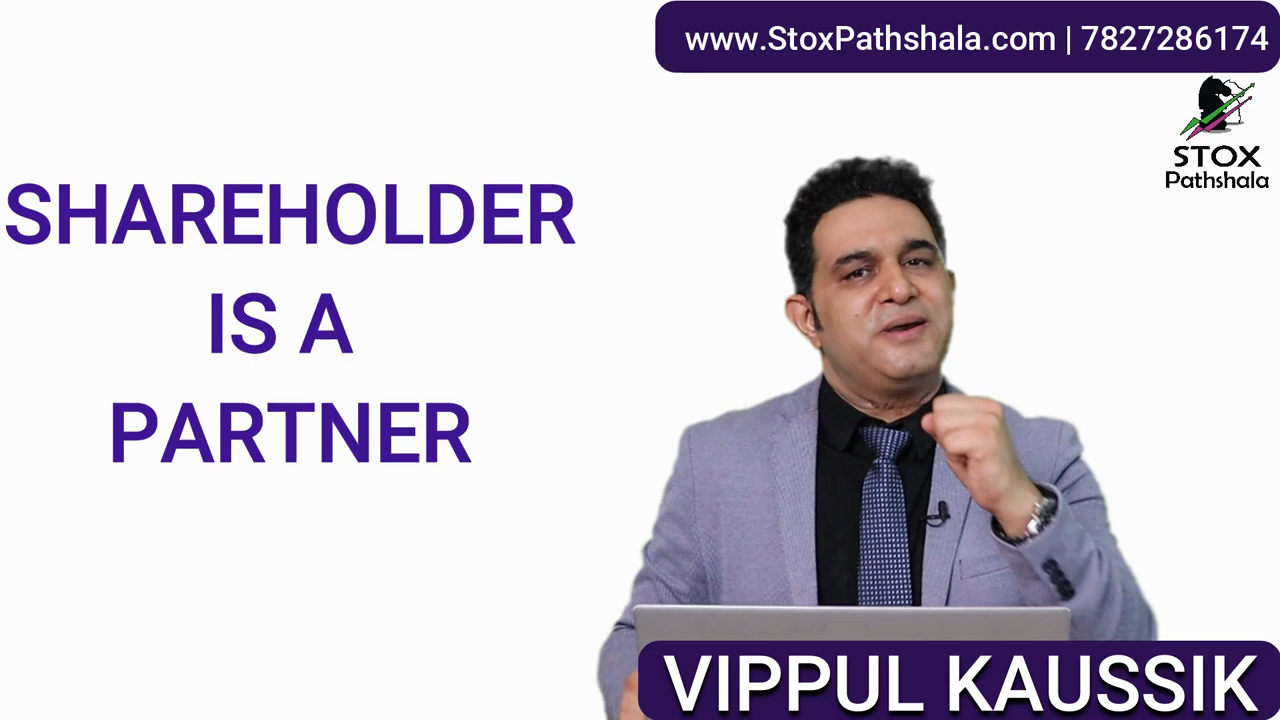 www.StoxPathshala.com | 7827286174
STOX
Pathshala
SHAREHOLDER
IS A
PARTNER
VIPPUL KAUSSIK